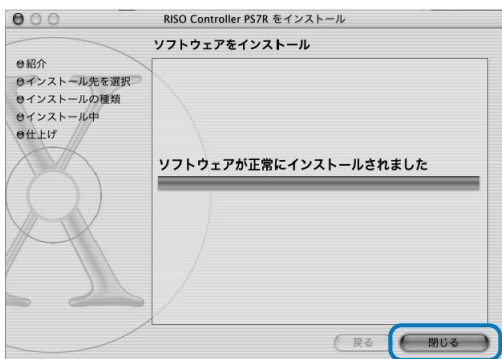 RISO Controller PS7R をインストール
ソフトウェアをインストール
紹介
インストール先を選択
インストールの種類
インストール中
仕上げ
ソフトウェアが正常にインストールされました
戻る
閉じる